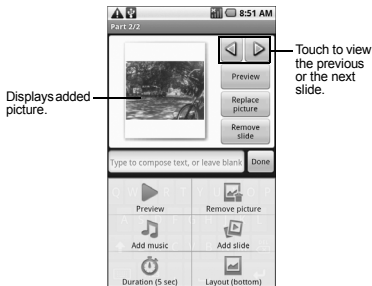 8:51 AM
Part 2/2
Touch to view
the previous
or the next
slide.
Preview
Displays added
picture.
Replace
picture
Remove
slide
Type to compose text, or leave blank
Done
Preview
Remove picture
Add music
Add slide
Duration (5 sec)
Layout (bottom)